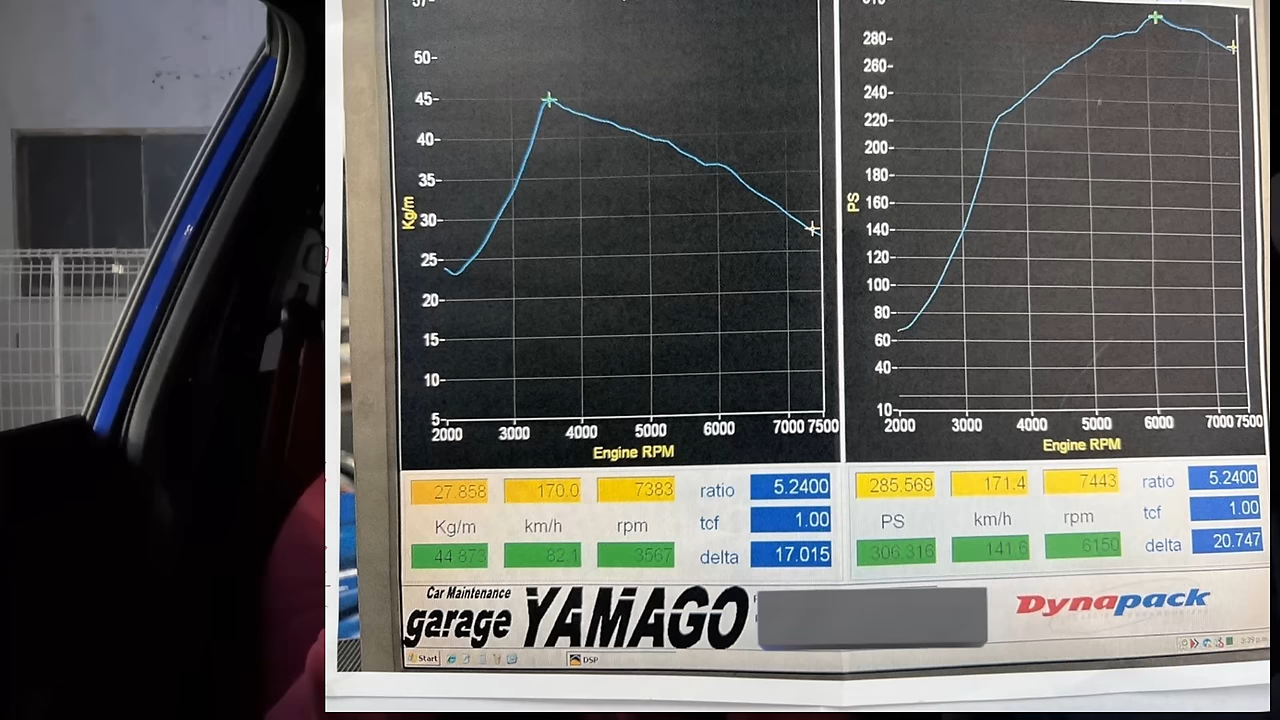 50-
45-
40-
35-
30-
25-
20-
15-
10-
5
Kg/m
2000 3000 4000 5000 6000 7000 7500
Engine RPM
280-
260-
240-
220-
200-
180-
160-
140-
120-
100-
80-
60-
40-
10-
PS
2000 3000 4000 5000 6000 7000 7500
Engine RPM
27.858 170.0 7383 ratio 5.2400
Kg/m km/h rpm tcf 1.00
44.873 82.1 3567 delta 17.015
285.569 171.4 7443 ratio 5.2400
PS km/h rpm tcf 1.00
306.316 141.6 6150 delta 20.747
Car Maintenance
garage YAMAGO
Dynapack
Start DSP 3:39 p.m.